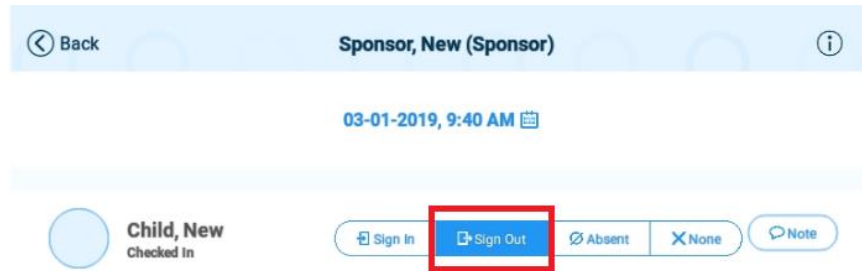 Back Sponsor, New (Sponsor)
03-01-2019, 9:40 AM
Child, New
Checked In
Sign In Sign Out Absent None Note